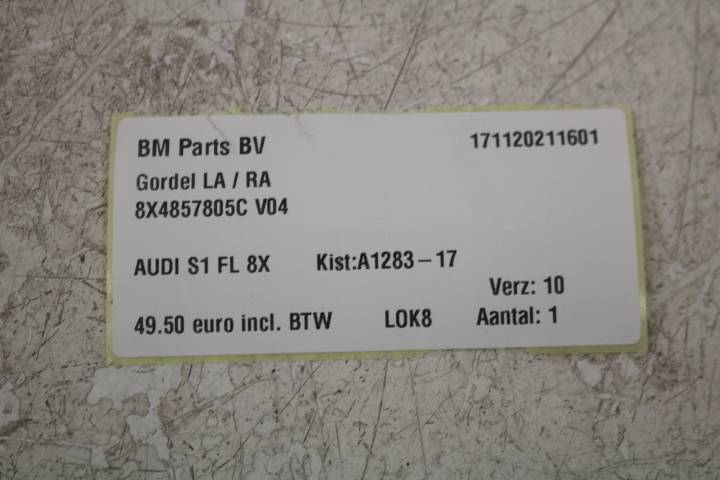 BM Parts BV 171120211601
Gordel LA / RA
8X4857805C V04
AUDI S1 FL 8X Kist:A1283-17
Verz: 10
49.50 euro incl. BTW LOK8 Aantal: 1